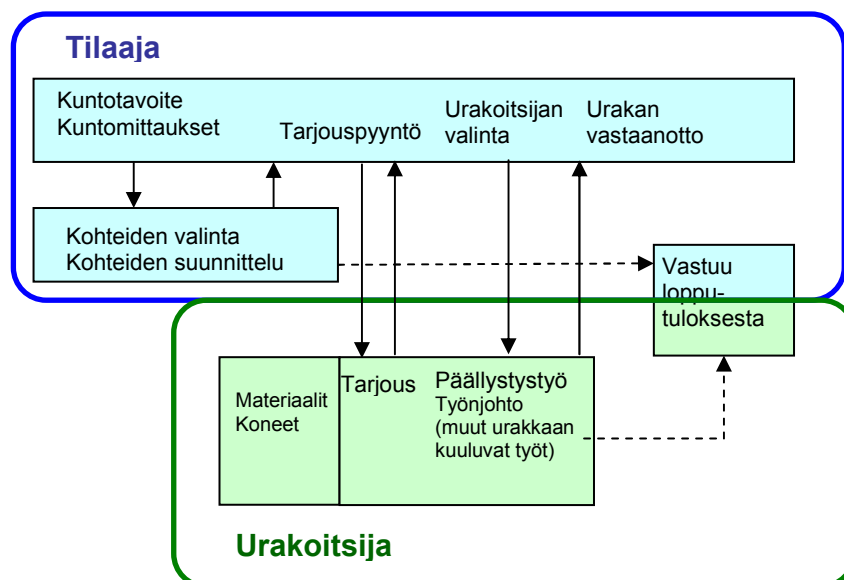 Tilaaja
Kuntotavoite
Kuntomittaukset
Tarjouspyyntö
Urakoitsijan
valinta
Urakan
vastaanotto
Kohteiden valinta
Kohteiden suunnittelu
Vastuu
loppu-
tuloksesta
Materiaalit
Koneet
Tarjous
Päällystystyö
Työnjohto
(muut urakkaan
kuuluvat työt)
Urakoitsija